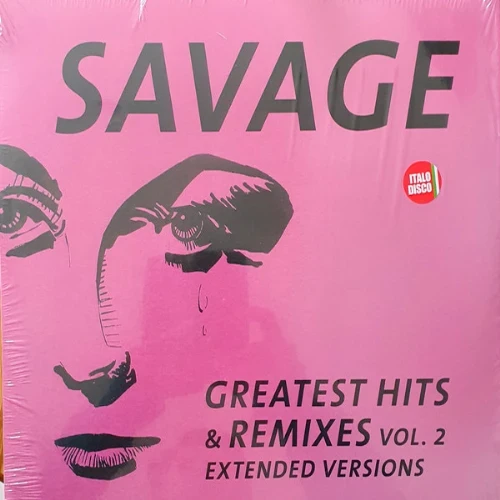 SAVAGE
ITALO
DISCO
GREATEST HITS
& REMIXES VOL. 2
EXTENDED VERSIONS